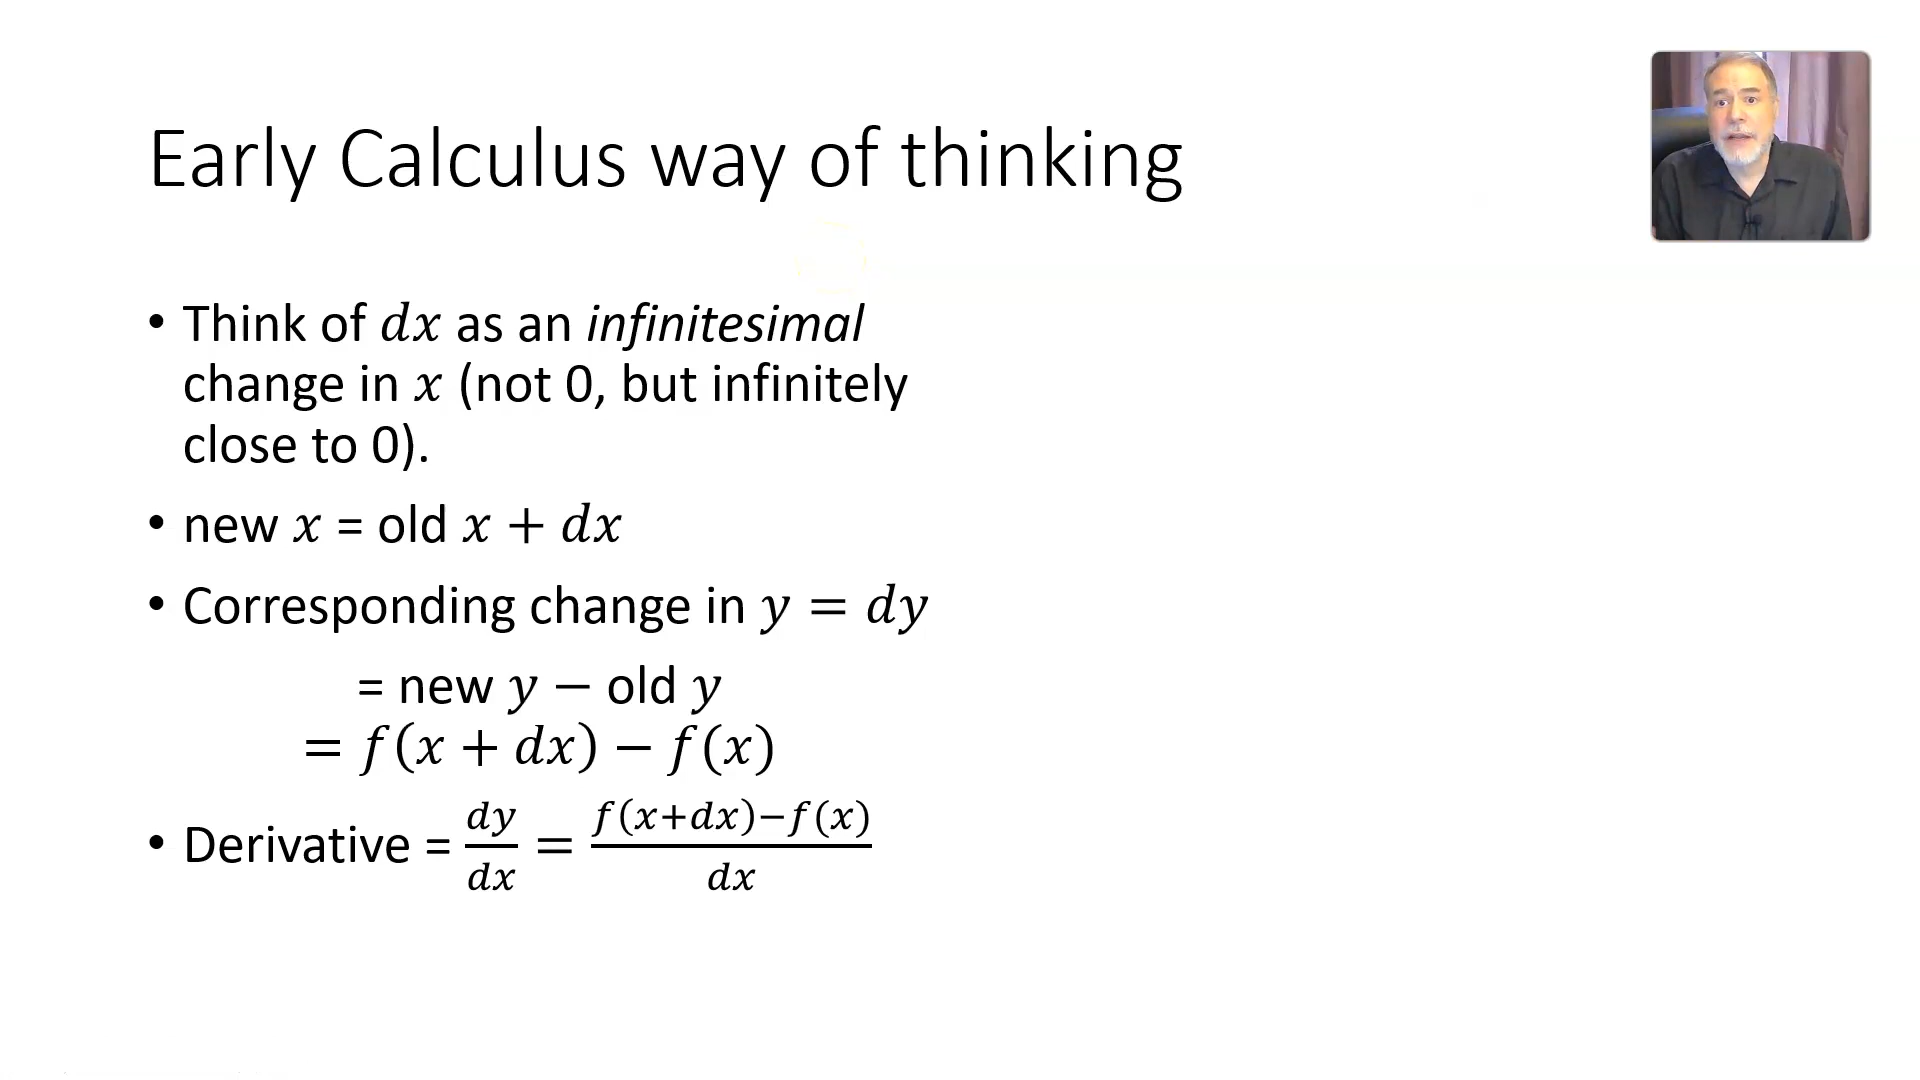 Early Calculus way of thinking
• Think of 𝑑𝑥 as an infinitesimal
change in 𝑥 (not 0, but infinitely
close to 0).
• new 𝑥 = old 𝑥 + 𝑑𝑥
• Corresponding change in 𝑦 = 𝑑𝑦
= new 𝑦 − old 𝑦
= 𝑓(𝑥 + 𝑑𝑥) − 𝑓(𝑥)
• Derivative = 𝑑𝑦/𝑑𝑥 = 𝑓(𝑥+𝑑𝑥)−𝑓(𝑥)/𝑑𝑥